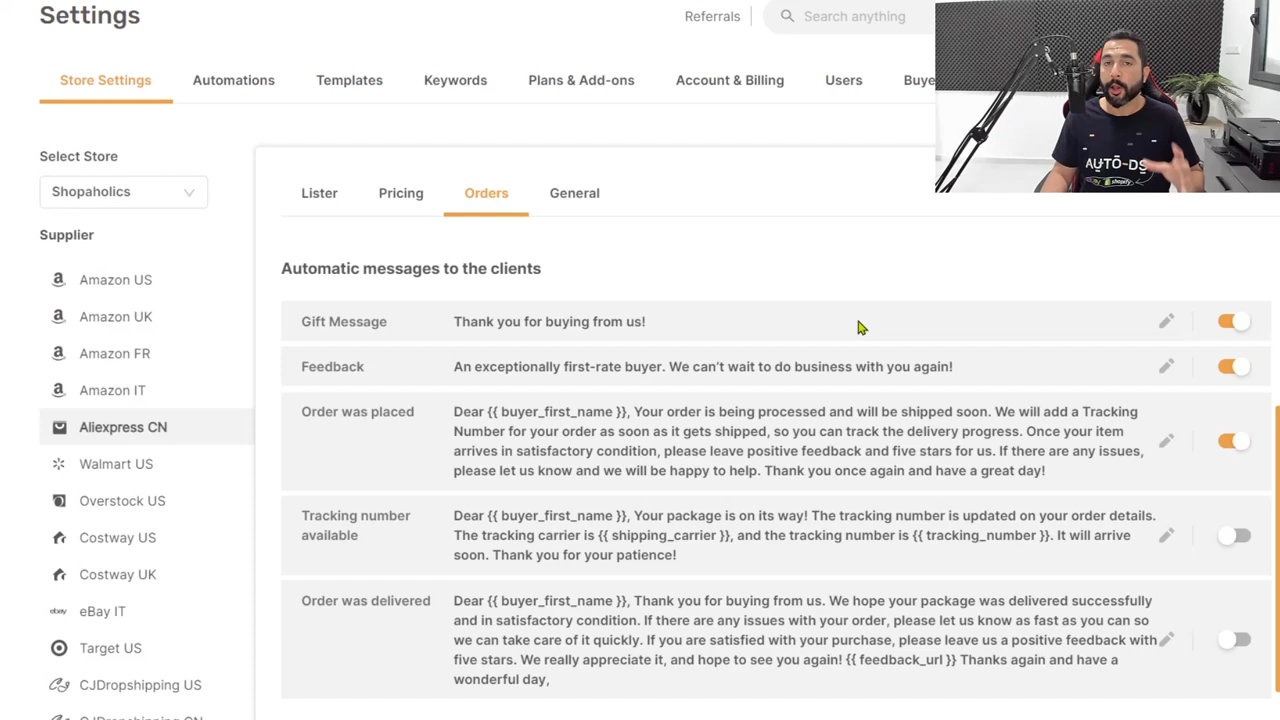 Settings
Referrals
Search anything
Store Settings
Automations
Templates
Keywords
Plans & Add-ons
Account & Billing
Users
AUTO-DS
shopify
Select Store
Shopaholics
Supplier
Amazon US
Amazon UK
Amazon FR
Amazon IT
Aliexpress CN
Walmart US
Overstock US
Costway US
Costway UK
ebay
eBay IT
Target US
CJDropshipping US
Lister
Pricing
Orders
General
Automatic messages to the clients
Gift Message
Thank you for buying from us!
Feedback
An exceptionally first-rate buyer. We can’t wait to do business with you again!
Order was placed
Dear {{ buyer_first_name }}, Your order is being processed and will be shipped soon. We will add a Tracking
Number for your order as soon as it gets shipped, so you can track the delivery progress. Once your item
arrives in satisfactory condition, please leave positive feedback and five stars for us. If there are any issues,
please let us know and we will be happy to help. Thank you once again and have a great day!
Tracking number
available
Dear {{ buyer_first_name }}, Your package is on its way! The tracking number is updated on your order details.
The tracking carrier is {{ shipping_carrier }}, and the tracking number is {{ tracking_number }}. It will arrive
soon. Thank you for your patience!
Order was delivered
Dear {{ buyer_first_name }}, Thank you for buying from us. We hope your package was delivered successfully
and in satisfactory condition. If there are any issues with your order, please let us know as fast as you can so
we can take care of it quickly. If you are satisfied with your purchase, please leave us a positive feedback with
five stars. We really appreciate it, and hope to see you again! {{ feedback_url }} Thanks again and have a
wonderful day,